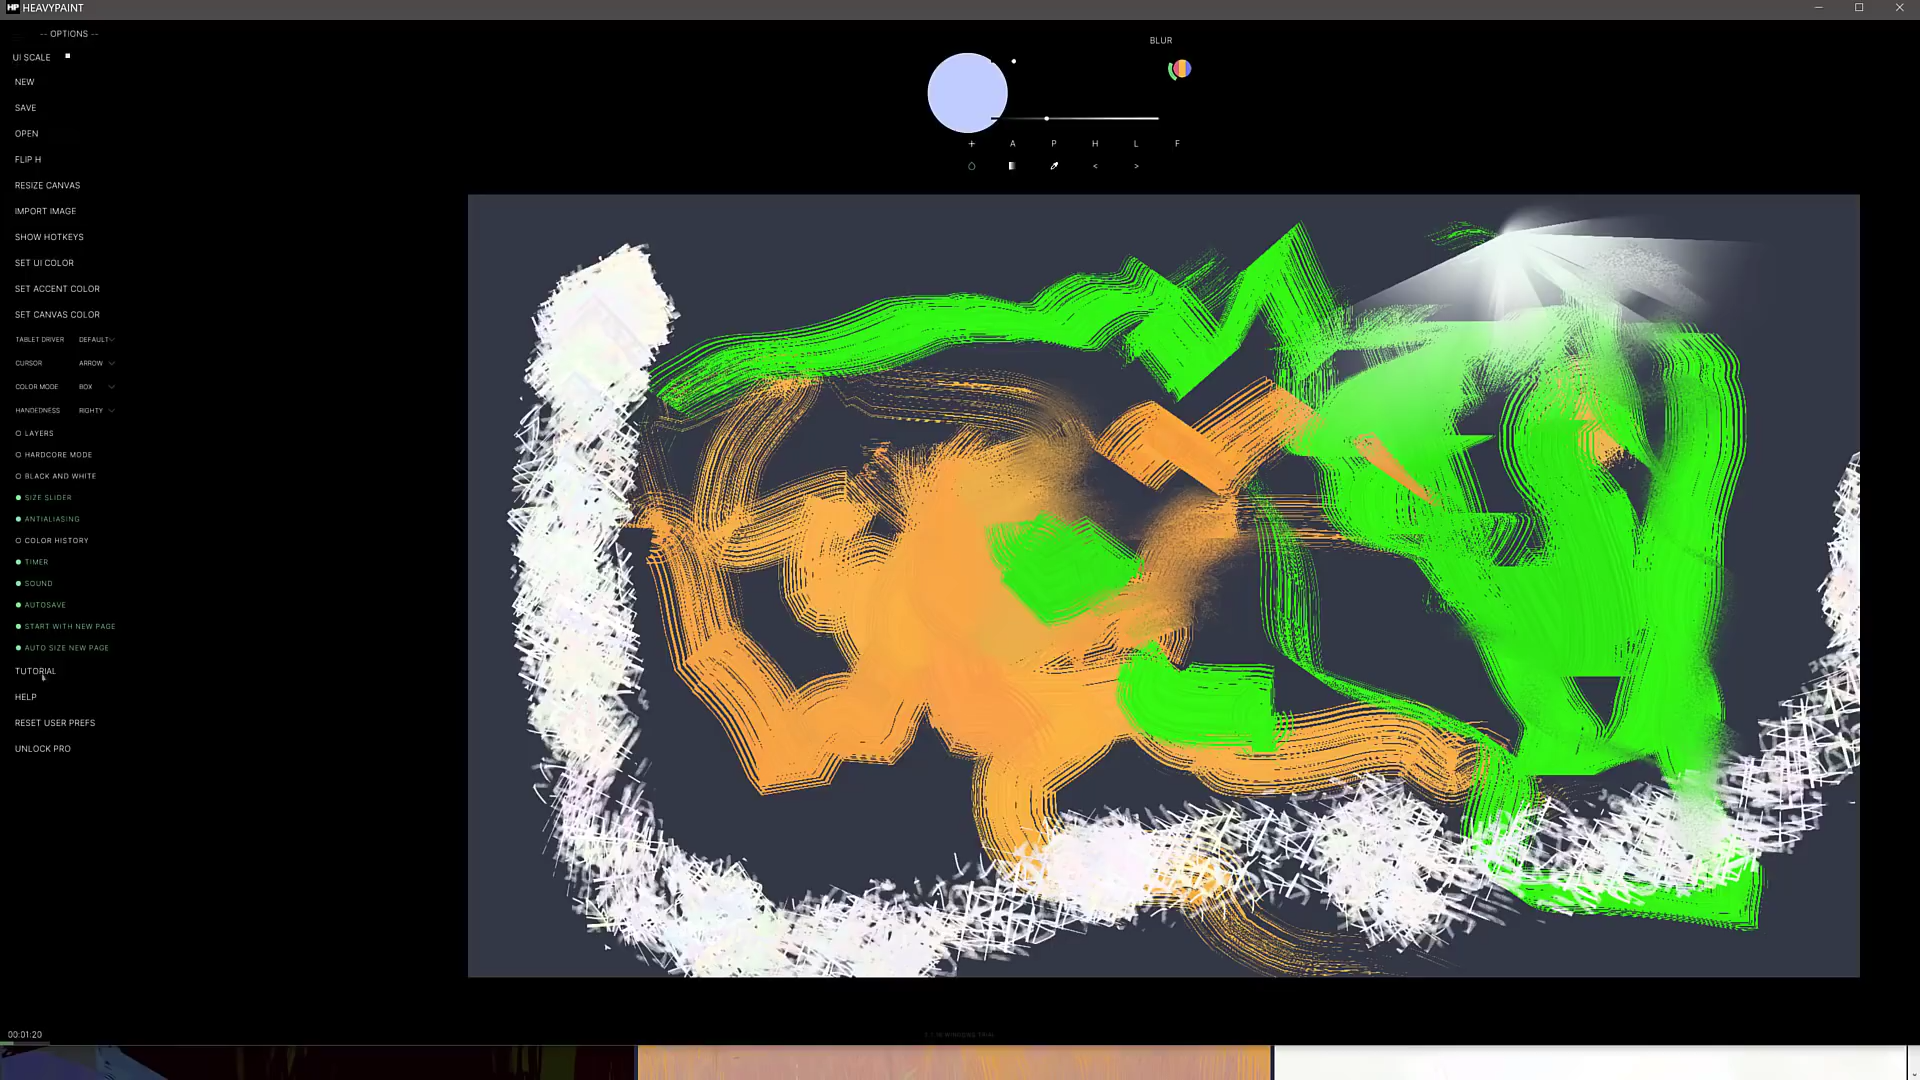 HP HEAVYPAINT
-- OPTIONS --
UI SCALE
NEW
SAVE
OPEN
FLIP H
RESIZE CANVAS
IMPORT IMAGE
SHOW HOTKEYS
SET UI COLOR
SET ACCENT COLOR
SET CANVAS COLOR
TABLET DRIVER DEFAULT
CURSOR ARROW
COLOR MODE BOX
HANDEDNESS RIGHTY
LAYERS
HARDCORE MODE
BLACK AND WHITE
SIZE SLIDER
ANTIALIASING
COLOR HISTORY
TIMER
SOUND
AUTOSAVE
START WITH NEW PAGE
AUTO SIZE NEW PAGE
TUTORIAL
HELP
RESET USER PREFS
UNLOCK PRO
BLUR
+ A P H L F
< >
00:01:20
WINDOWS TRIAL